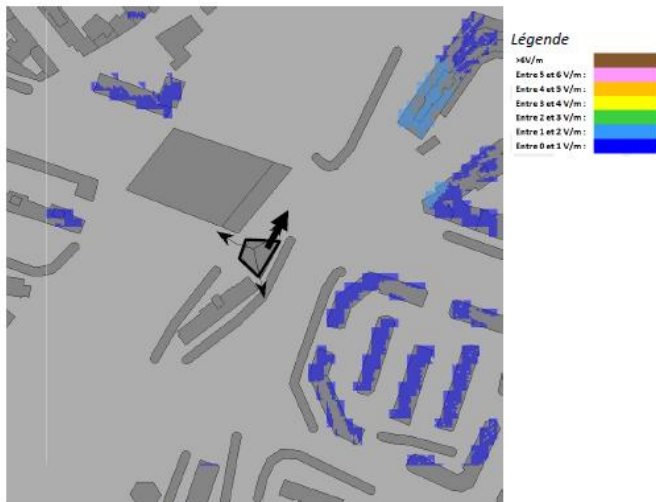 Légende
>6V/m
Entre 5 et 6 V/m :
Entre 4 et 5 V/m :
Entre 3 et 4 V/m :
Entre 2 et 3 V/m :
Entre 1 et 2 V/m :
Entre 0 et 1 V/m :